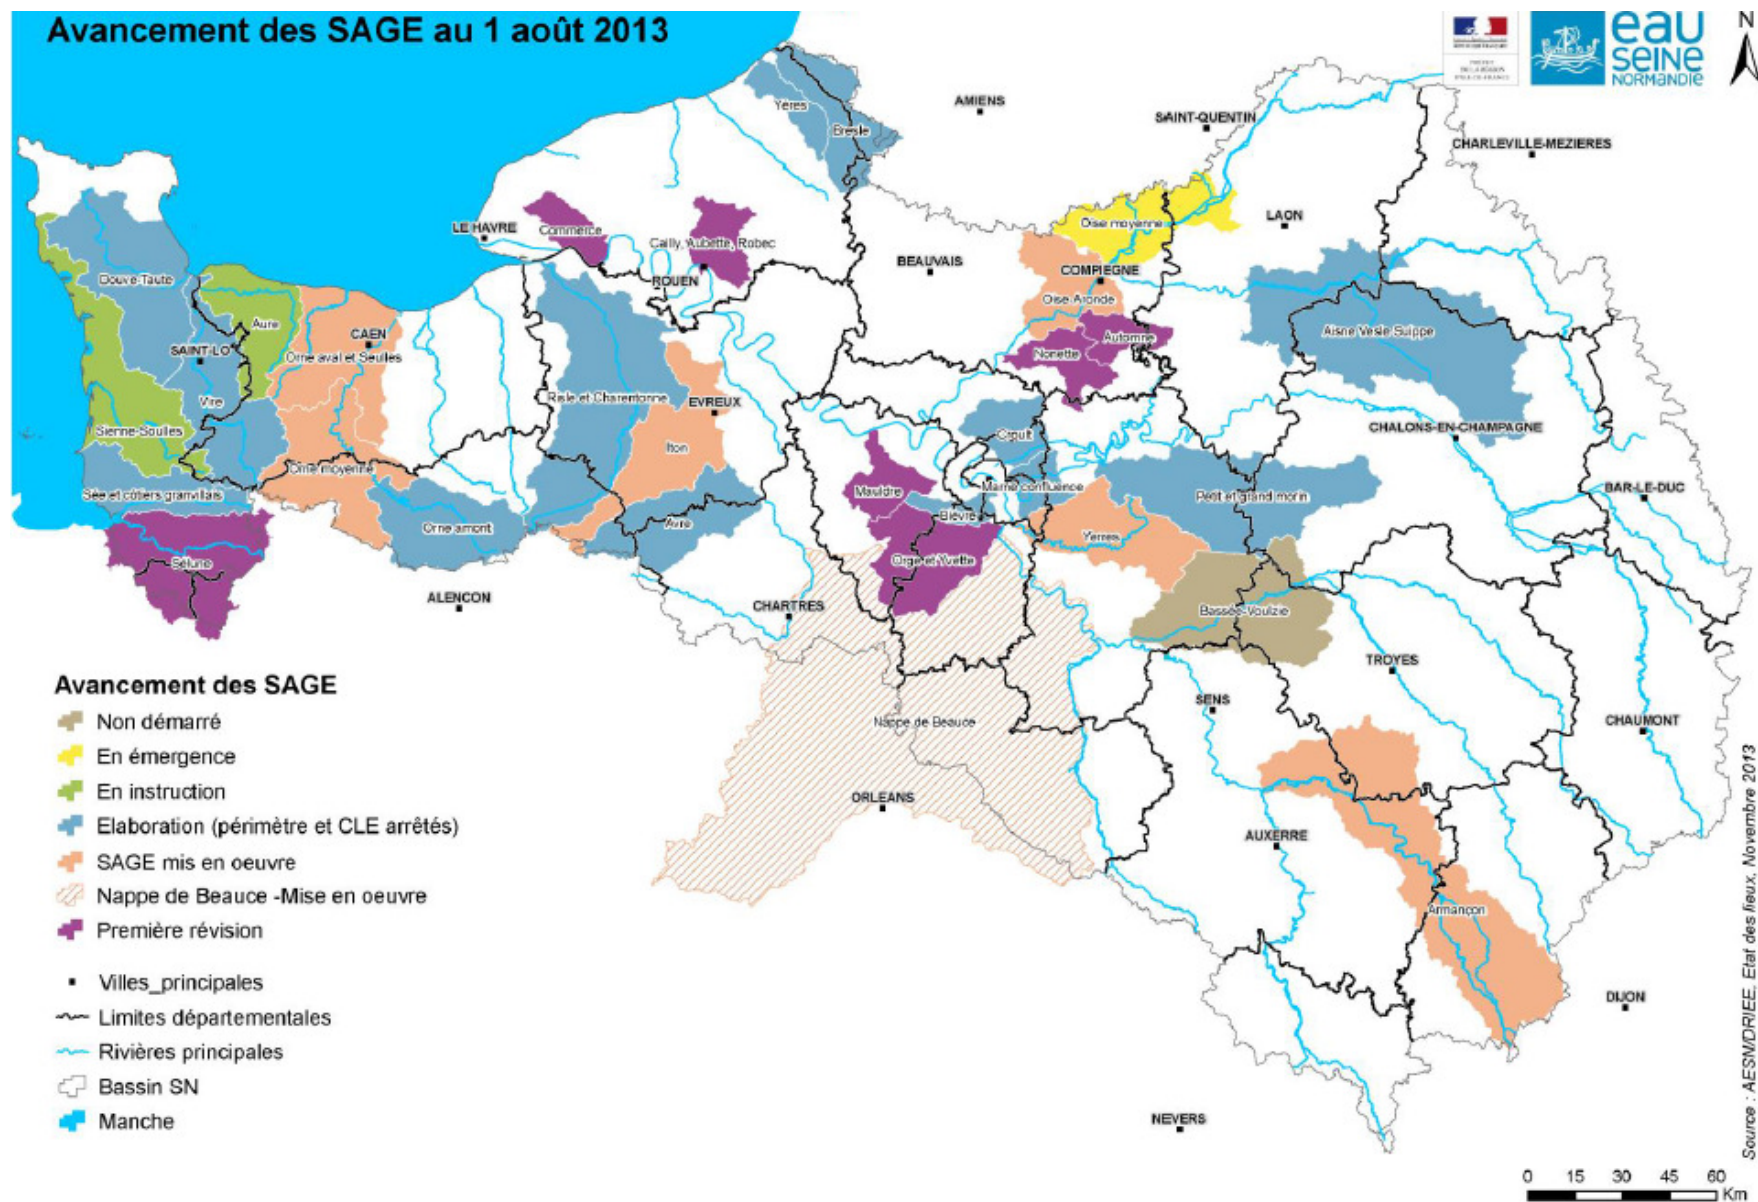 Avancement des SAGE au 1 août 2013
eau
SEINE
NORMANDIE
N
AMIENS
SAINT-QUENTIN
CHARLEVILLE-MEZIERES
Yères
Bresle
LAON
LE HAVRE
Commerce
Cailly, Aubette, Robec
Oise moyenne
BEAUVAIS
COMPIEGNE
ROUEN
Oise-Aronde
Douve-Taute
Aure
CAEN
Orne aval et Seulles
SAINT-LO
Automne
Nonette
Aisne Vesle Suippe
Vire
Risle et Charentonne
EVREUX
Sienne-Soulles
Croult
CHALONS-EN-CHAMPAGNE
Iton
Orne moyenne
Sée et côtiers granvillais
Mauldre
Marne confluence
Petit et grand morin
BAR-LE-DUC
Orne amont
Avre
Bièvre
Yerres
Sélune
Orge et Yvette
ALENCON
CHARTRES
Bassée-Voulzie
TROYES
SENS
Nappe de Beauce
CHAUMONT
ORLEANS
AUXERRE
Armançon
DIJON
NEVERS
Avancement des SAGE
Non démarré
En émergence
En instruction
Elaboration (périmètre et CLE arrêtés)
SAGE mis en oeuvre
Nappe de Beauce -Mise en oeuvre
Première révision
Villes_principales
Limites départementales
Rivières principales
Bassin SN
Manche
Source : AESN/DRIEE, Etat des lieux, Novembre 2013
0 15 30 45 60
Km